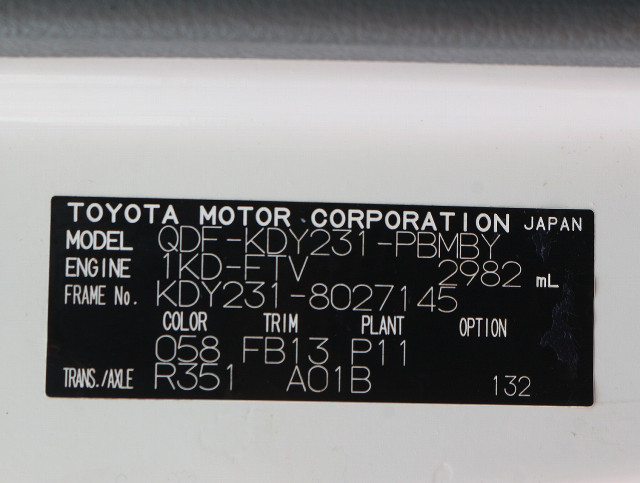 TOYOTA MOTOR CORPORATION JAPAN
MODEL QDF-KDY231-PBMBY
ENGINE 1KD-FTV 2982 mL
FRAME No. KDY231-8027145
COLOR TRIM PLANT OPTION
058 FB13 P11
TRANS./AXLE R351 A01B 132